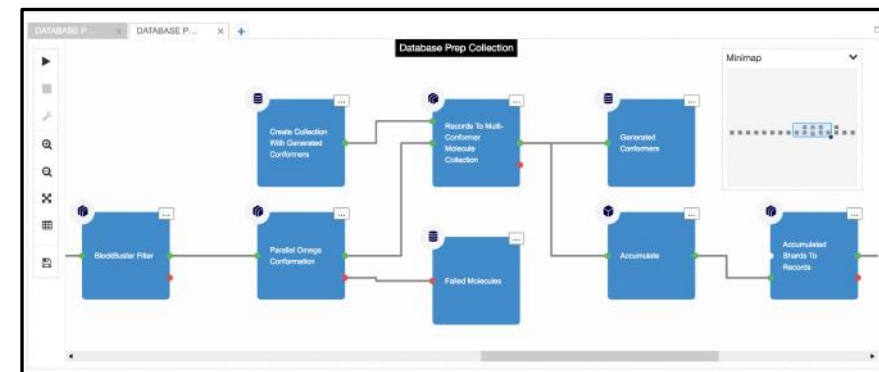 DATABASE P... × DATABASE P... × +
Database Prep Collection
Minimap
Create Collection
With Generated
Conformers
Records To Multi-
Conformer
Molecule
Collection
Generated
Conformers
BlockBuster Filter
Parallel Omega
Conformation
Failed Molecules
Accumulate
Accumulated
Shards To
Records